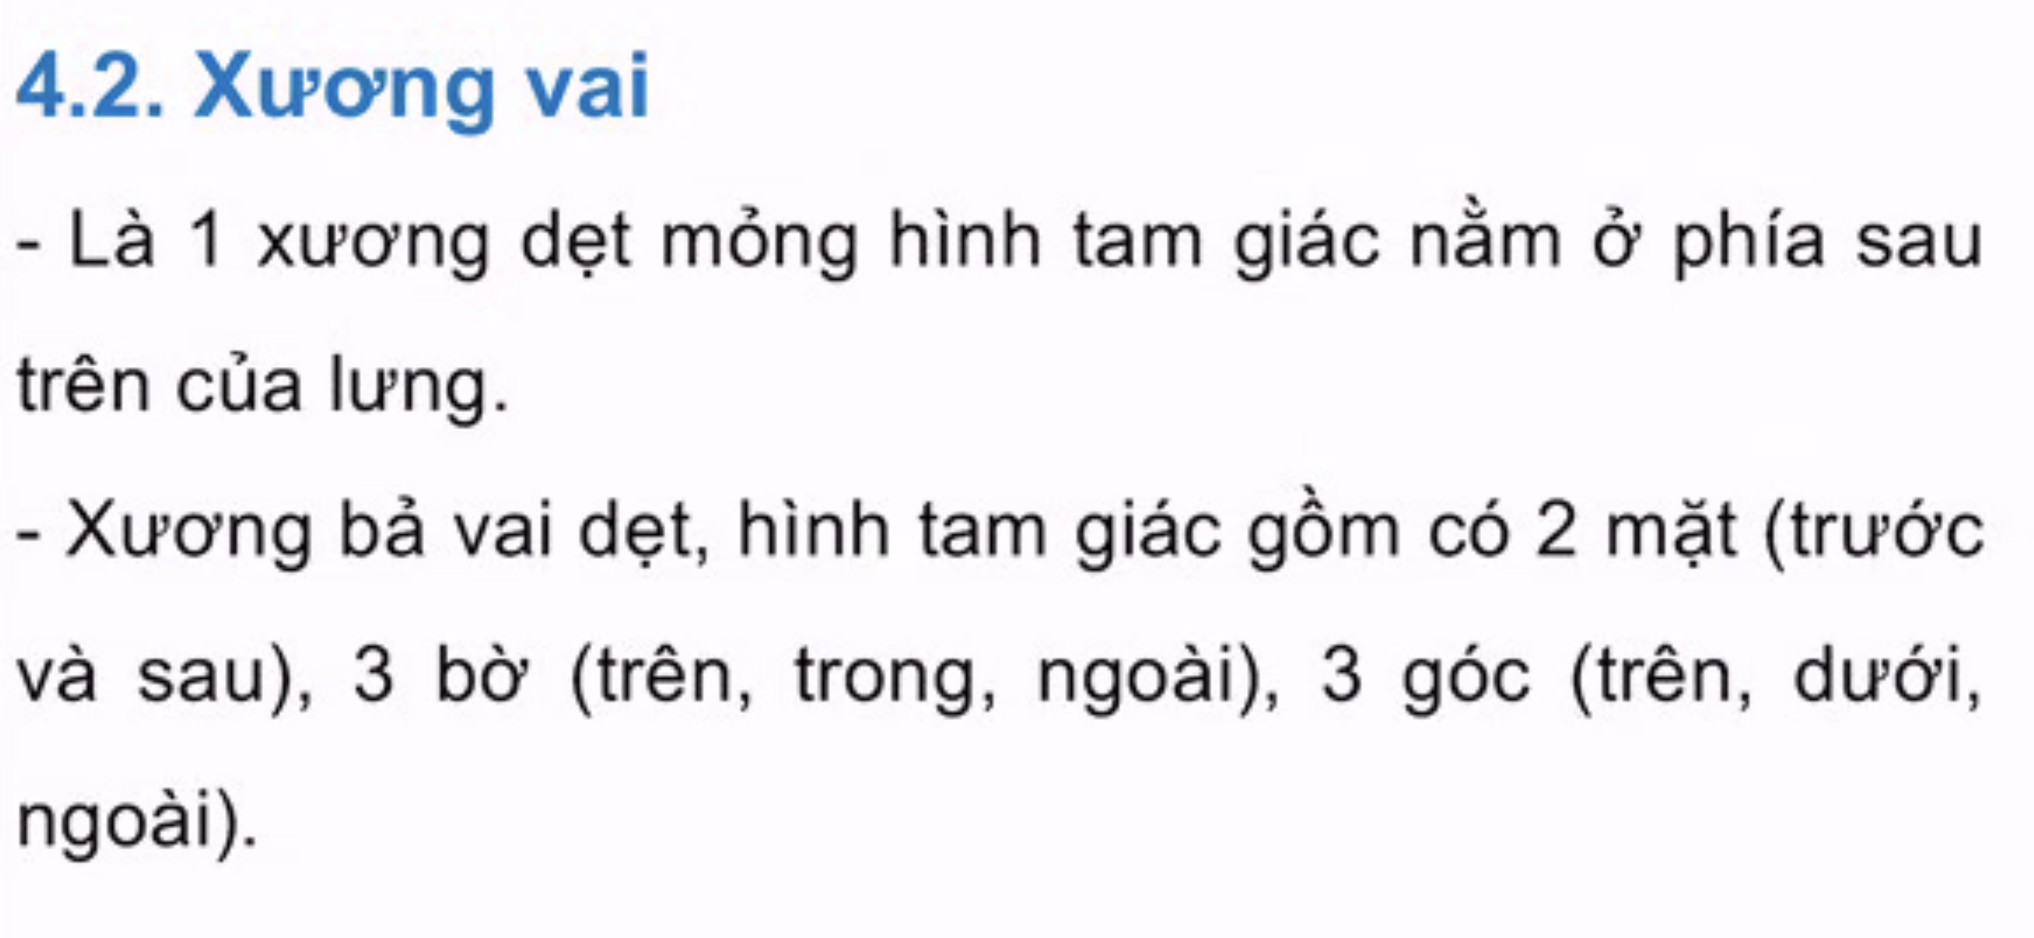 4.2. Xương vai
- Là 1 xương dẹt mỏng hình tam giác nằm ở phía sau
trên của lưng.
- Xương bả vai dẹt, hình tam giác gồm có 2 mặt (trước
và sau), 3 bờ (trên, trong, ngoài), 3 góc (trên, dưới,
ngoài).